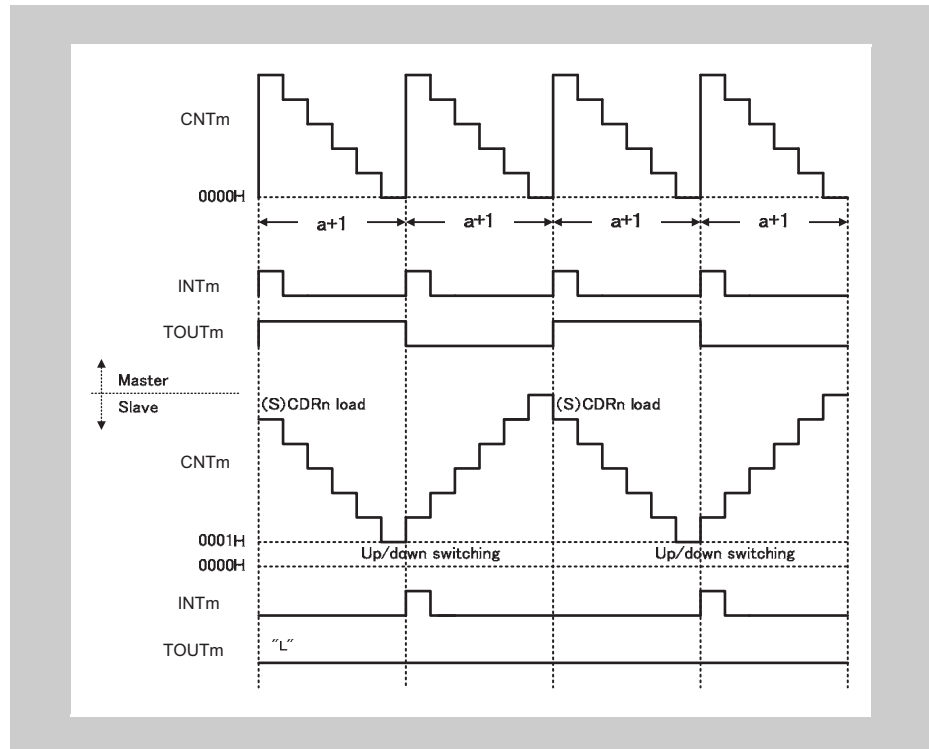 CNTm
0000H
a+1 a+1 a+1 a+1
INTm
TOUTm
Master
Slave
(S)CDRn load (S)CDRn load
CNTm
0001H
Up/down switching Up/down switching
0000H
INTm
TOUTm
"L"